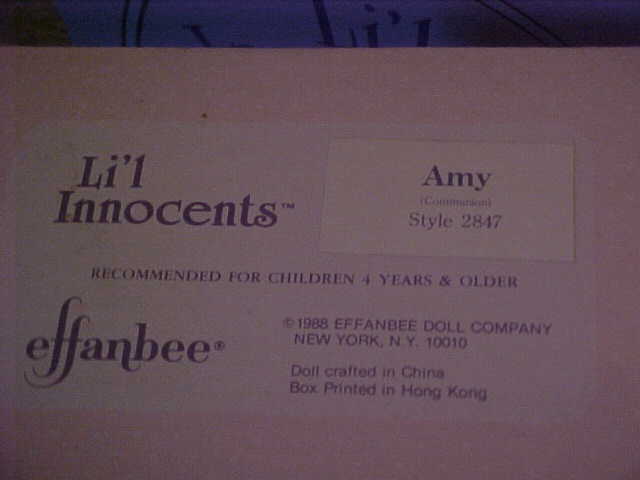 Li'l
Li'l
Innocents™
Amy
(Communion)
Style 2847
RECOMMENDED FOR CHILDREN 4 YEARS & OLDER
effanbee®
©1988 EFFANBEE DOLL COMPANY
NEW YORK, N.Y. 10010
Doll crafted in China
Box Printed in Hong Kong